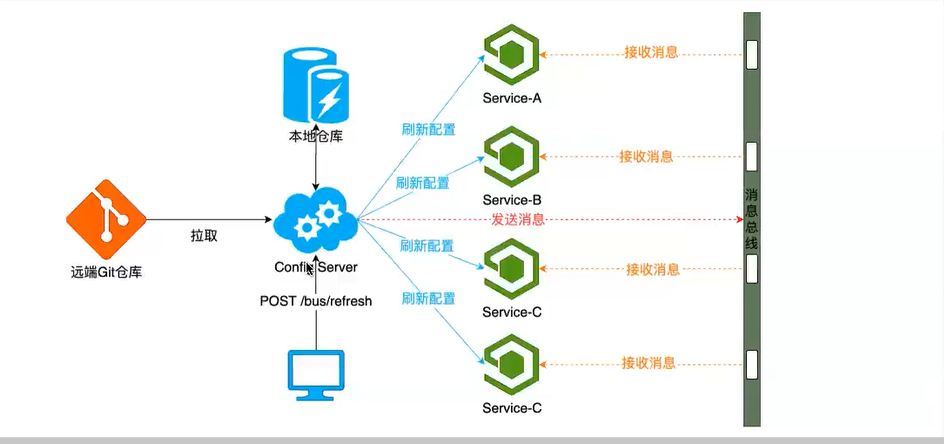 接收消息
Service-A
本地仓库
刷新配置
接收消息
刷新配置
Service-B
消息总线
发送消息
拉取
远端Git仓库
刷新配置
Config Server
接收消息
POST /bus/refresh
刷新配置
Service-C
接收消息
Service-C